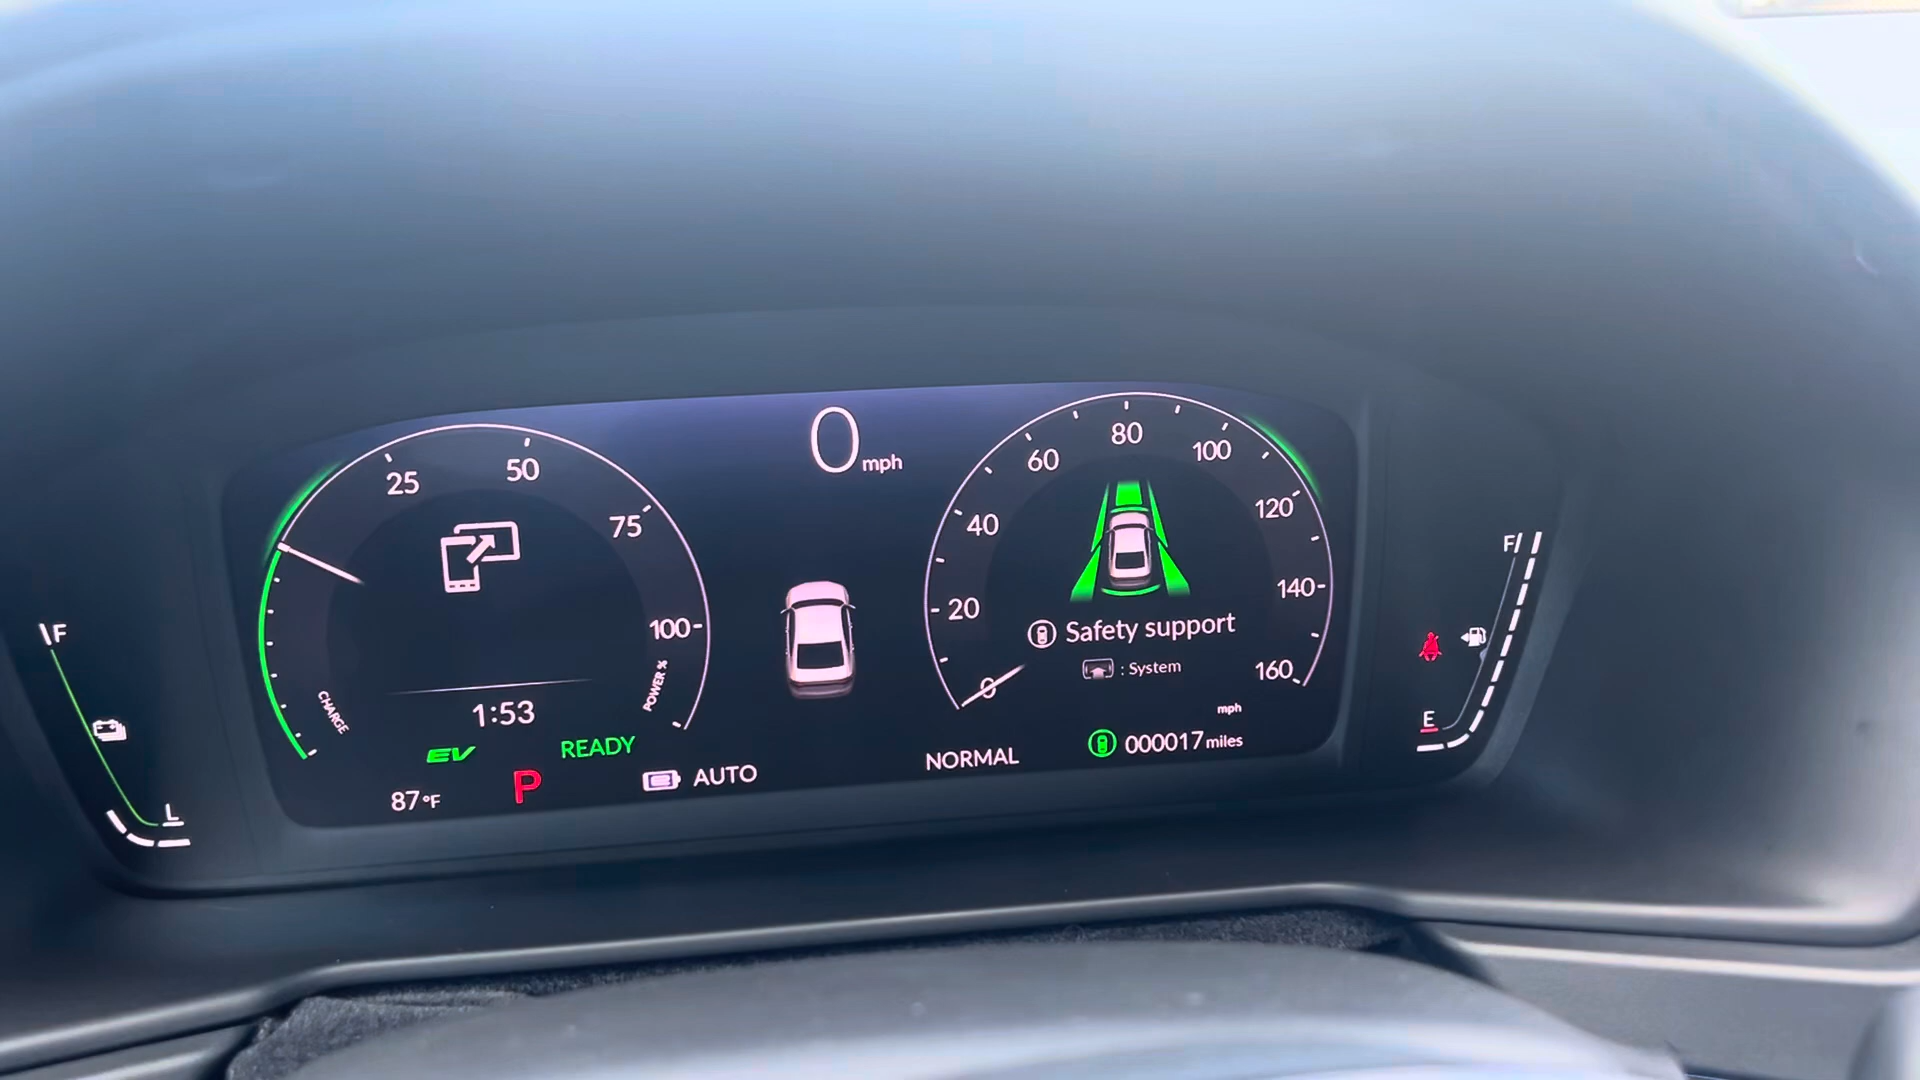 0 mph
25 50 75 100
CHARGE
POWER %
1:53
EV READY
87°F P AUTO
F
L
0 20 40 60 80 100 120 140 160
Safety support
: System
mph
NORMAL
000017 miles
F
E